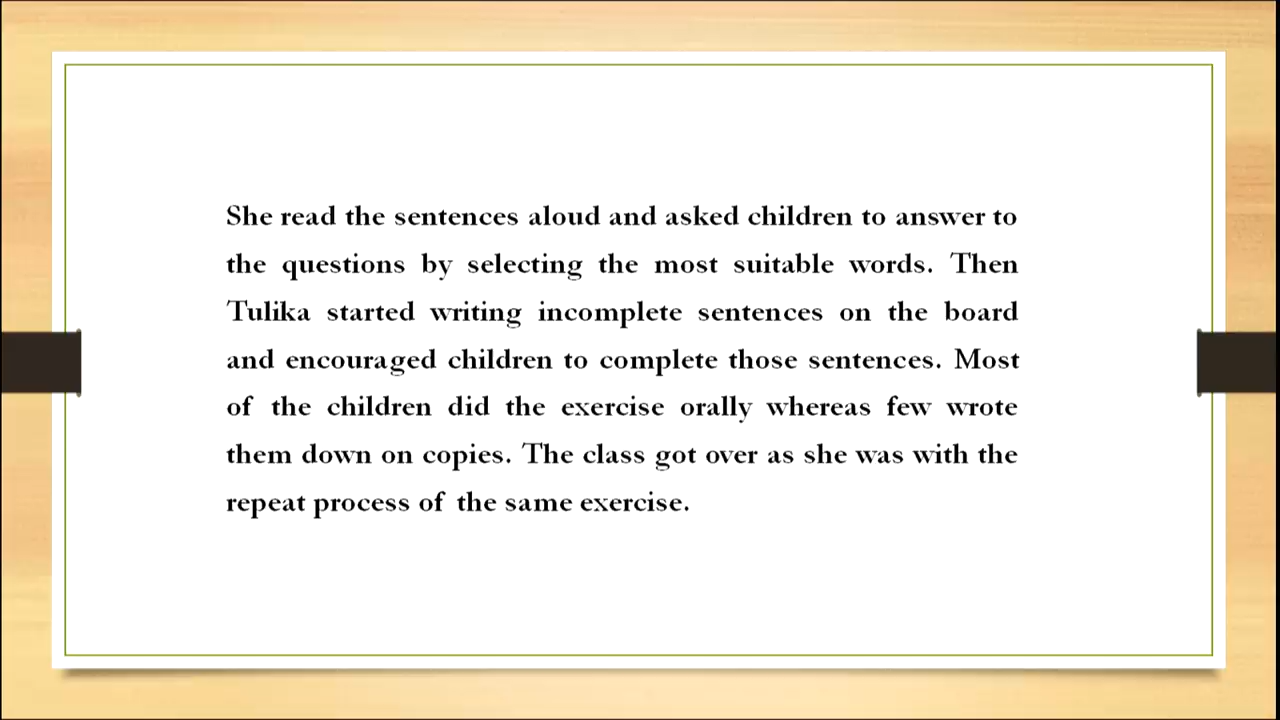 She read the sentences aloud and asked children to answer to
the questions by selecting the most suitable words. Then
Tulika started writing incomplete sentences on the board
and encouraged children to complete those sentences. Most
of the children did the exercise orally whereas few wrote
them down on copies. The class got over as she was with the
repeat process of the same exercise.